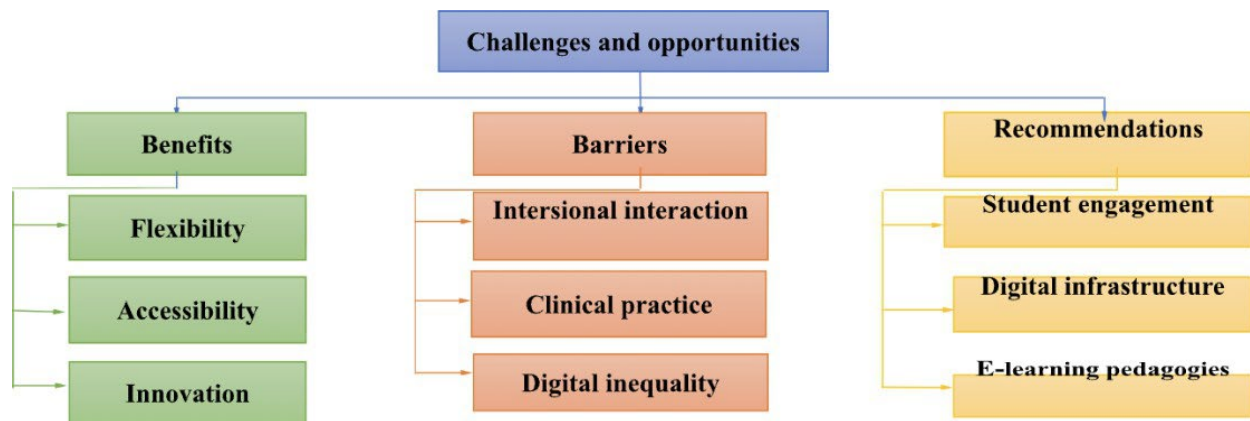 Challenges and opportunities
Benefits
Barriers
Recommendations
Flexibility
Accessibility
Innovation
Intersional interaction
Clinical practice
Digital inequality
Student engagement
Digital infrastructure
E-learning pedagogies